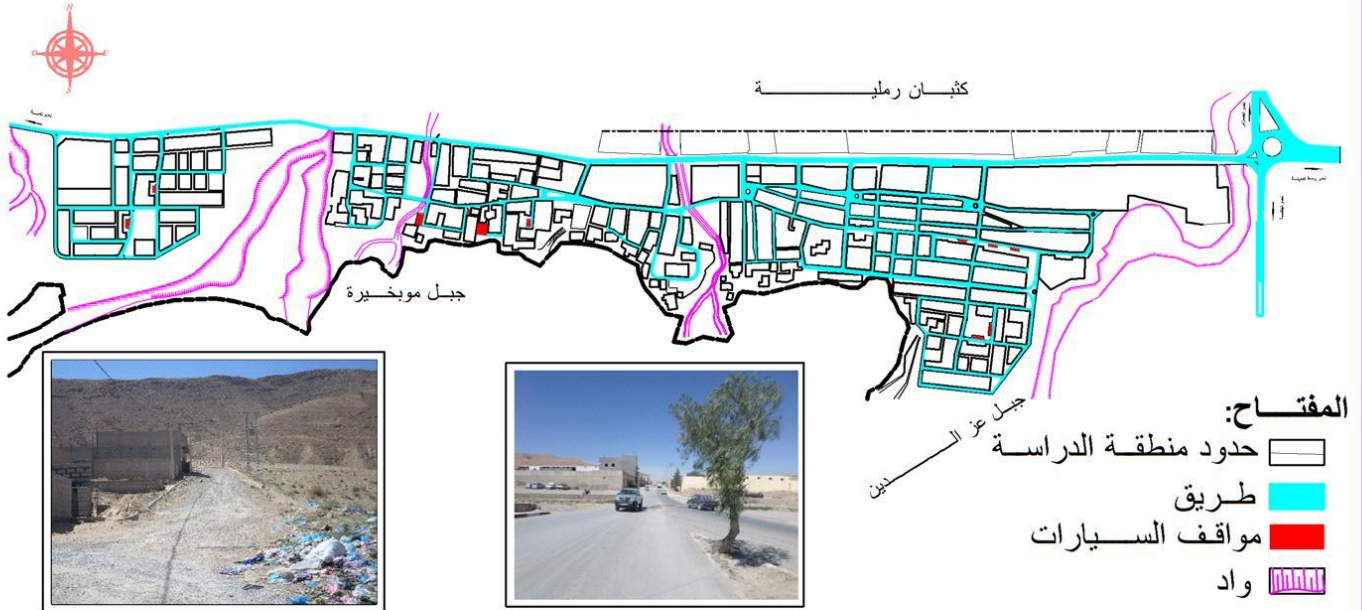 N
O
E
S
كثبان رملية
جبل موبخيرة
جبل عز الدين
المفتاح:
حدود منطقة الدراسة
طريق
مواقف السيارات
واد